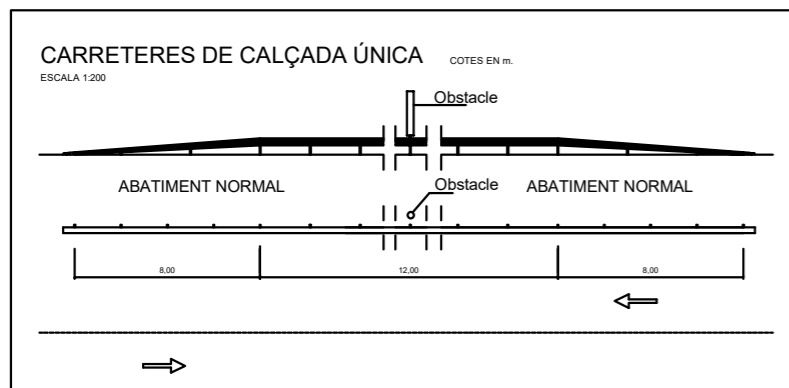 CARRETERES DE CALÇADA ÚNICA COTES EN m.
ESCALA 1:200
Obstacle
ABATIMENT NORMAL Obstacle ABATIMENT NORMAL
8,00 12,00 8,00